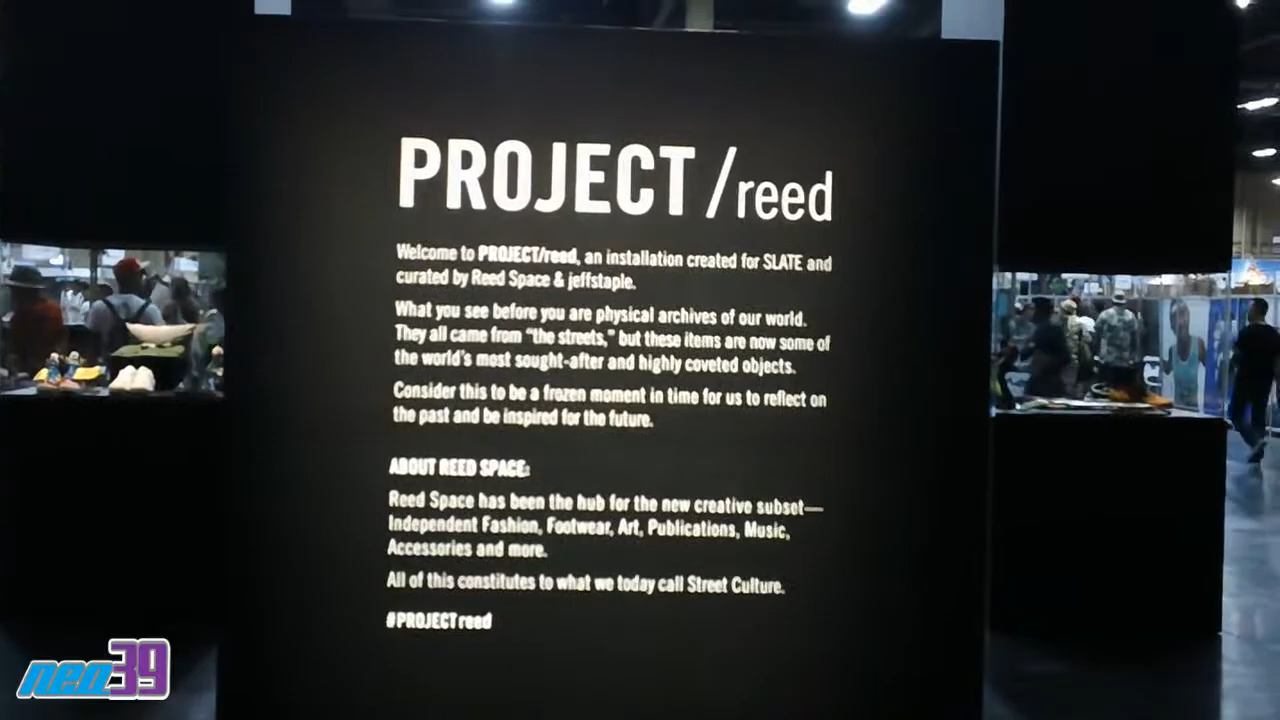 PROJECT /reed
Welcome to PROJECT/reed, an installation created for SLATE and
curated by Reed Space & jeffstaple.
What you see before you are physical archives of our world.
They all came from "the streets," but these items are now some of
the world's most sought-after and highly coveted objects.
Consider this to be a frozen moment in time for us to reflect on
the past and be inspired for the future.
ABOUT REED SPACE:
Reed Space has been the hub for the new creative subset—
Independent Fashion, Footwear, Art, Publications, Music,
Accessories and more.
All of this constitutes to what we today call Street Culture.
#PROJECTreed
neo39